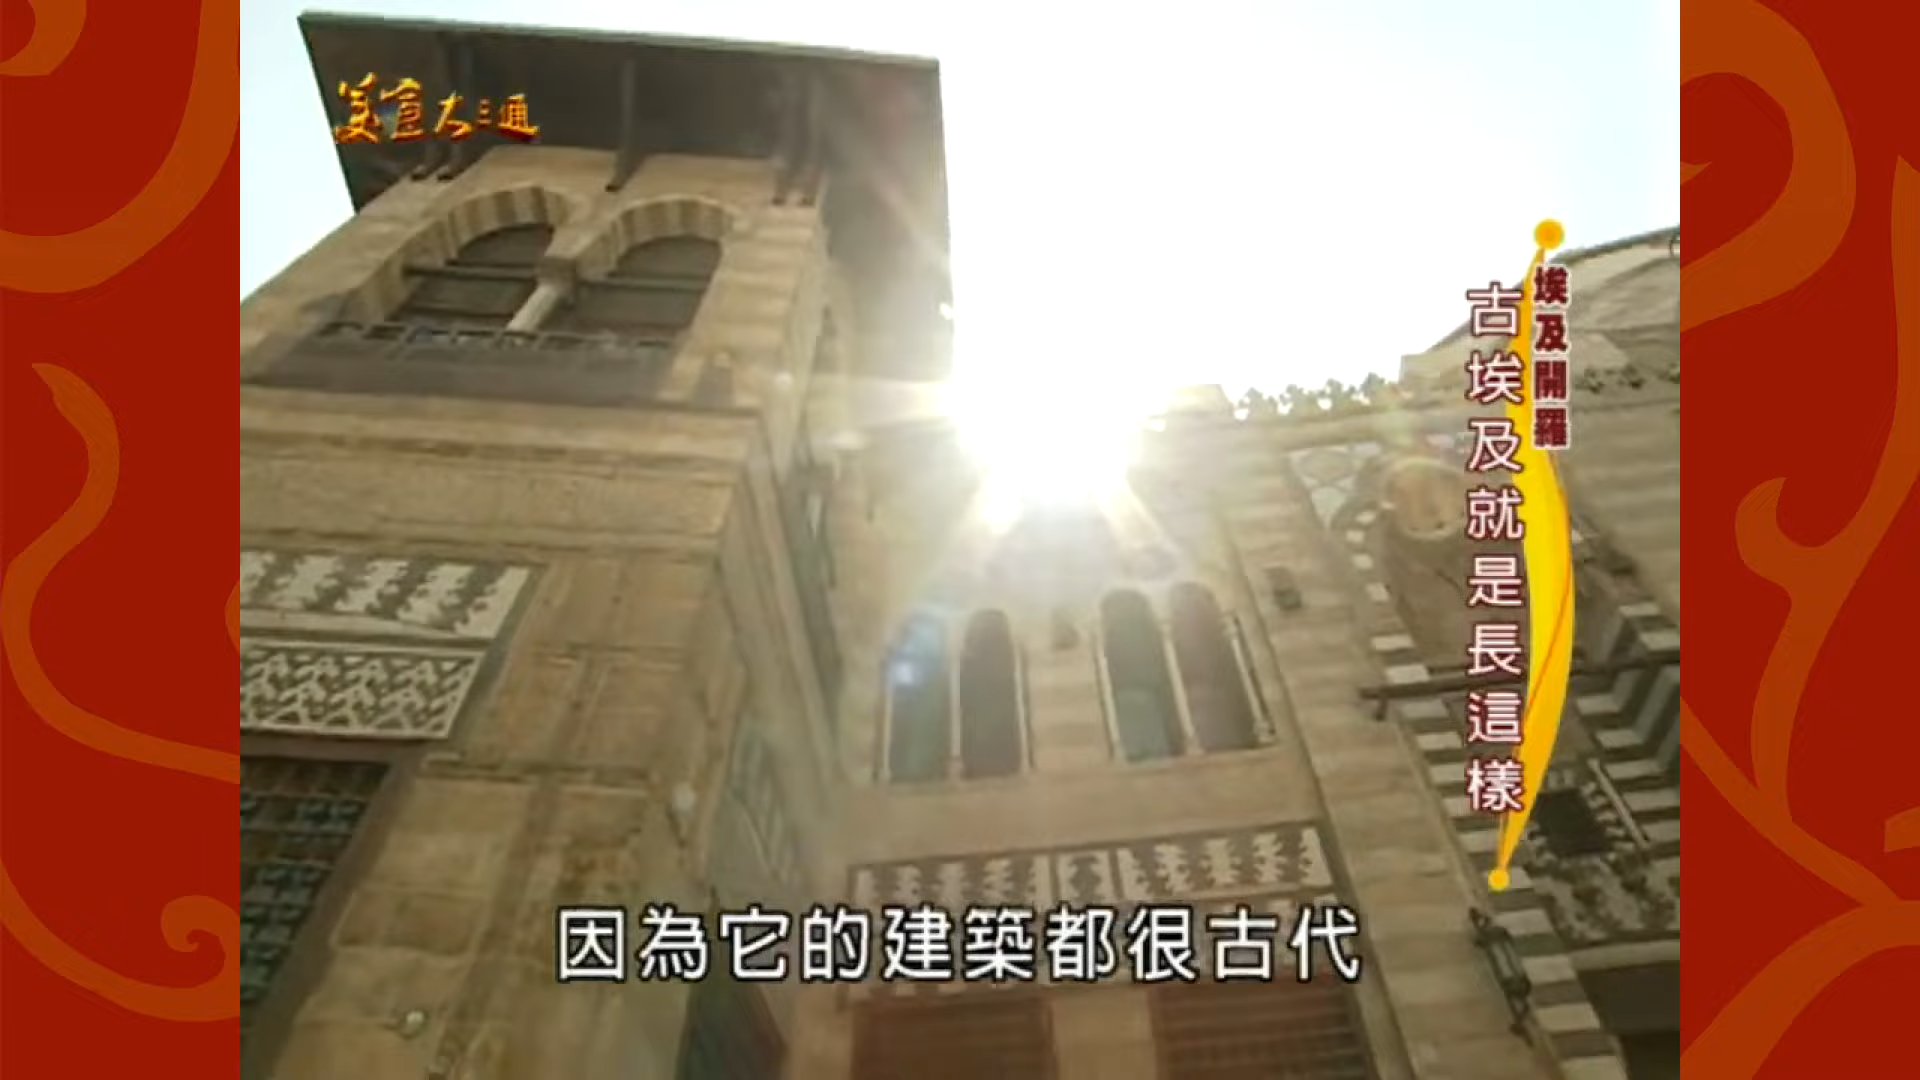 美食大三通
埃及開羅
古埃及就是長這樣
因為它的建築都很古代